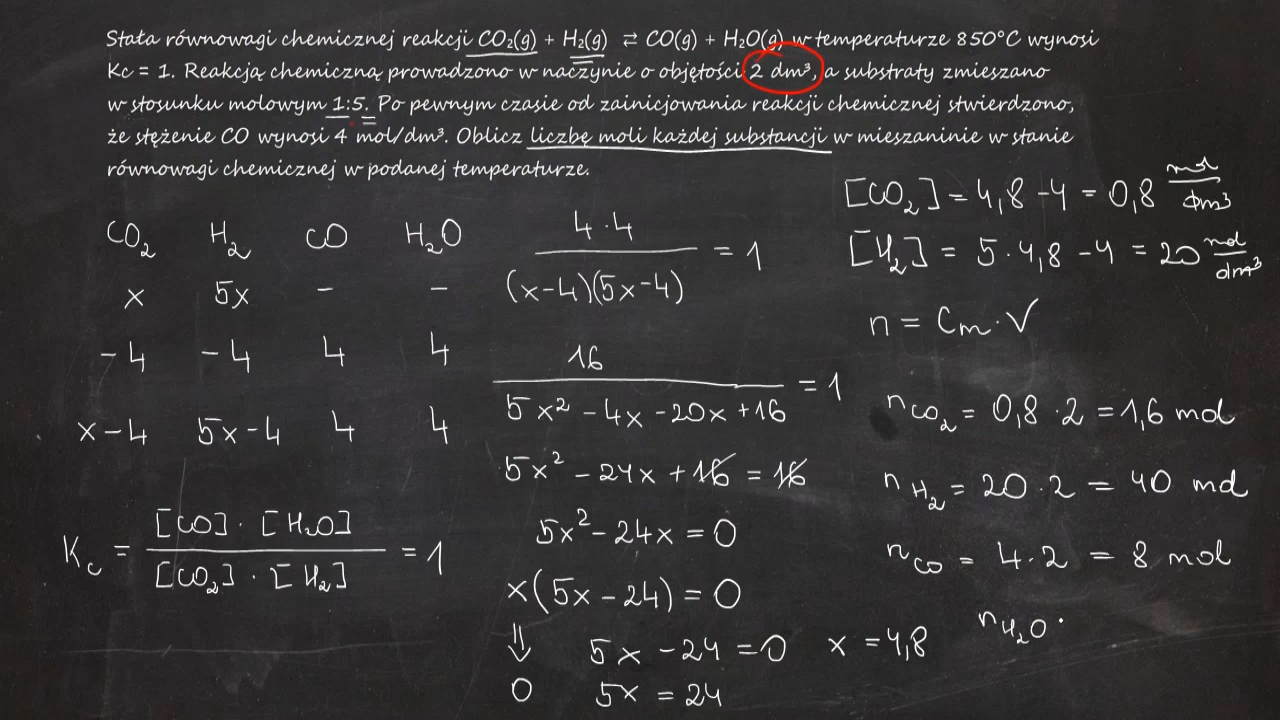 Stała równowagi chemicznej reakcji CO₂(g) + H₂(g) ⇄ CO(g) + H₂O(g) w temperaturze 850°C wynosi
Kc = 1. Reakcją chemiczną prowadzono w naczynie o objętości 2 dm³, a substraty zmieszano
w stosunku molowym 1:5. Po pewnym czasie od zainicjowania reakcji chemicznej stwierdzono,
że stężenie CO wynosi 4 mol/dm³. Oblicz liczbę moli każdej substancji w mieszaninie w stanie
równowagi chemicznej w podanej temperaturze.
CO₂ H₂ CO H₂O
x 5x - -
-4 -4 4 4
x-4 5x-4 4 4
Kc = [CO]·[H₂O] / [CO₂]·[H₂] = 1
4·4 / (x-4)(5x-4) = 1
16 / 5x² - 4x - 20x + 16 = 1
5x² - 24x + 16 = 16
5x² - 24x = 0
x(5x - 24) = 0
⇓ 5x - 24 = 0 x = 4,8
0 5x = 24
[CO₂] = 4,8 - 4 = 0,8 mol/dm³
[H₂] = 5·4,8 - 4 = 20 mol/dm³
n = Cm·V
nCO₂ = 0,8·2 = 1,6 mol
nH₂ = 20·2 = 40 mol
nCO = 4·2 = 8 mol
nH₂O